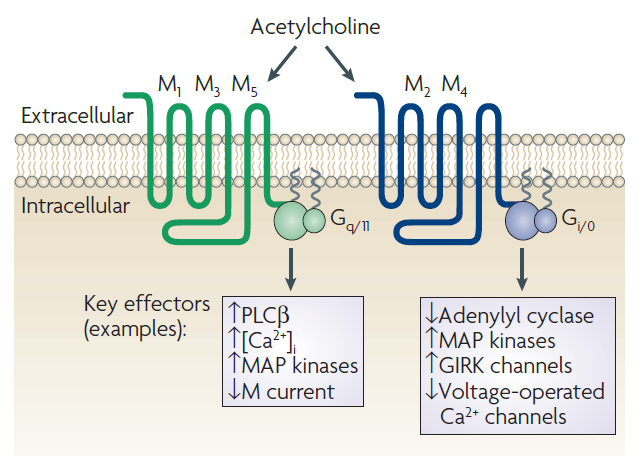 Acetylcholine
M₁ M₃ M₅
M₂ M₄
Extracellular
Intracellular
Gq/11
Gi/0
Key effectors
(examples):
↑PLCβ
↑[Ca²⁺]ᵢ
↑MAP kinases
↓M current
↓Adenylyl cyclase
↑MAP kinases
↑GIRK channels
↓Voltage-operated
Ca²⁺ channels